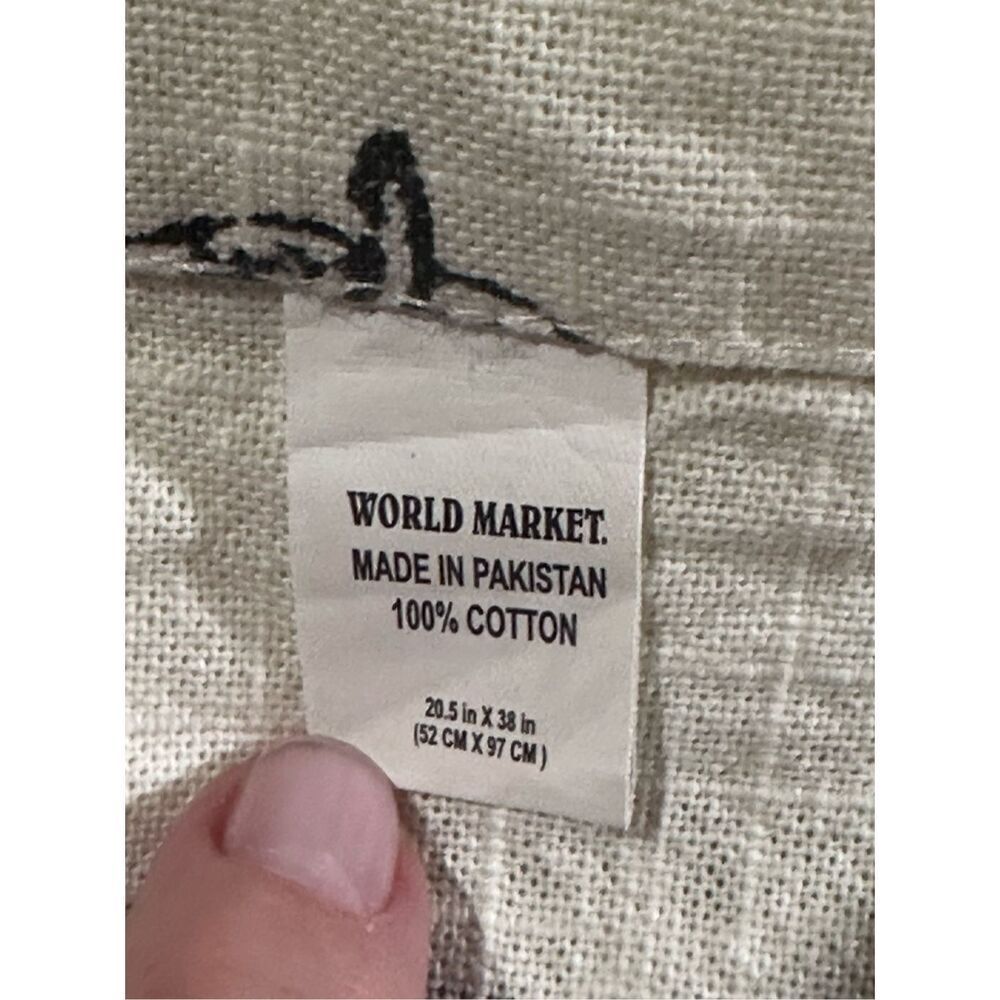 WORLD MARKET.
MADE IN PAKISTAN
100% COTTON
20.5 in X 38 in
(52 CM X 97 CM )